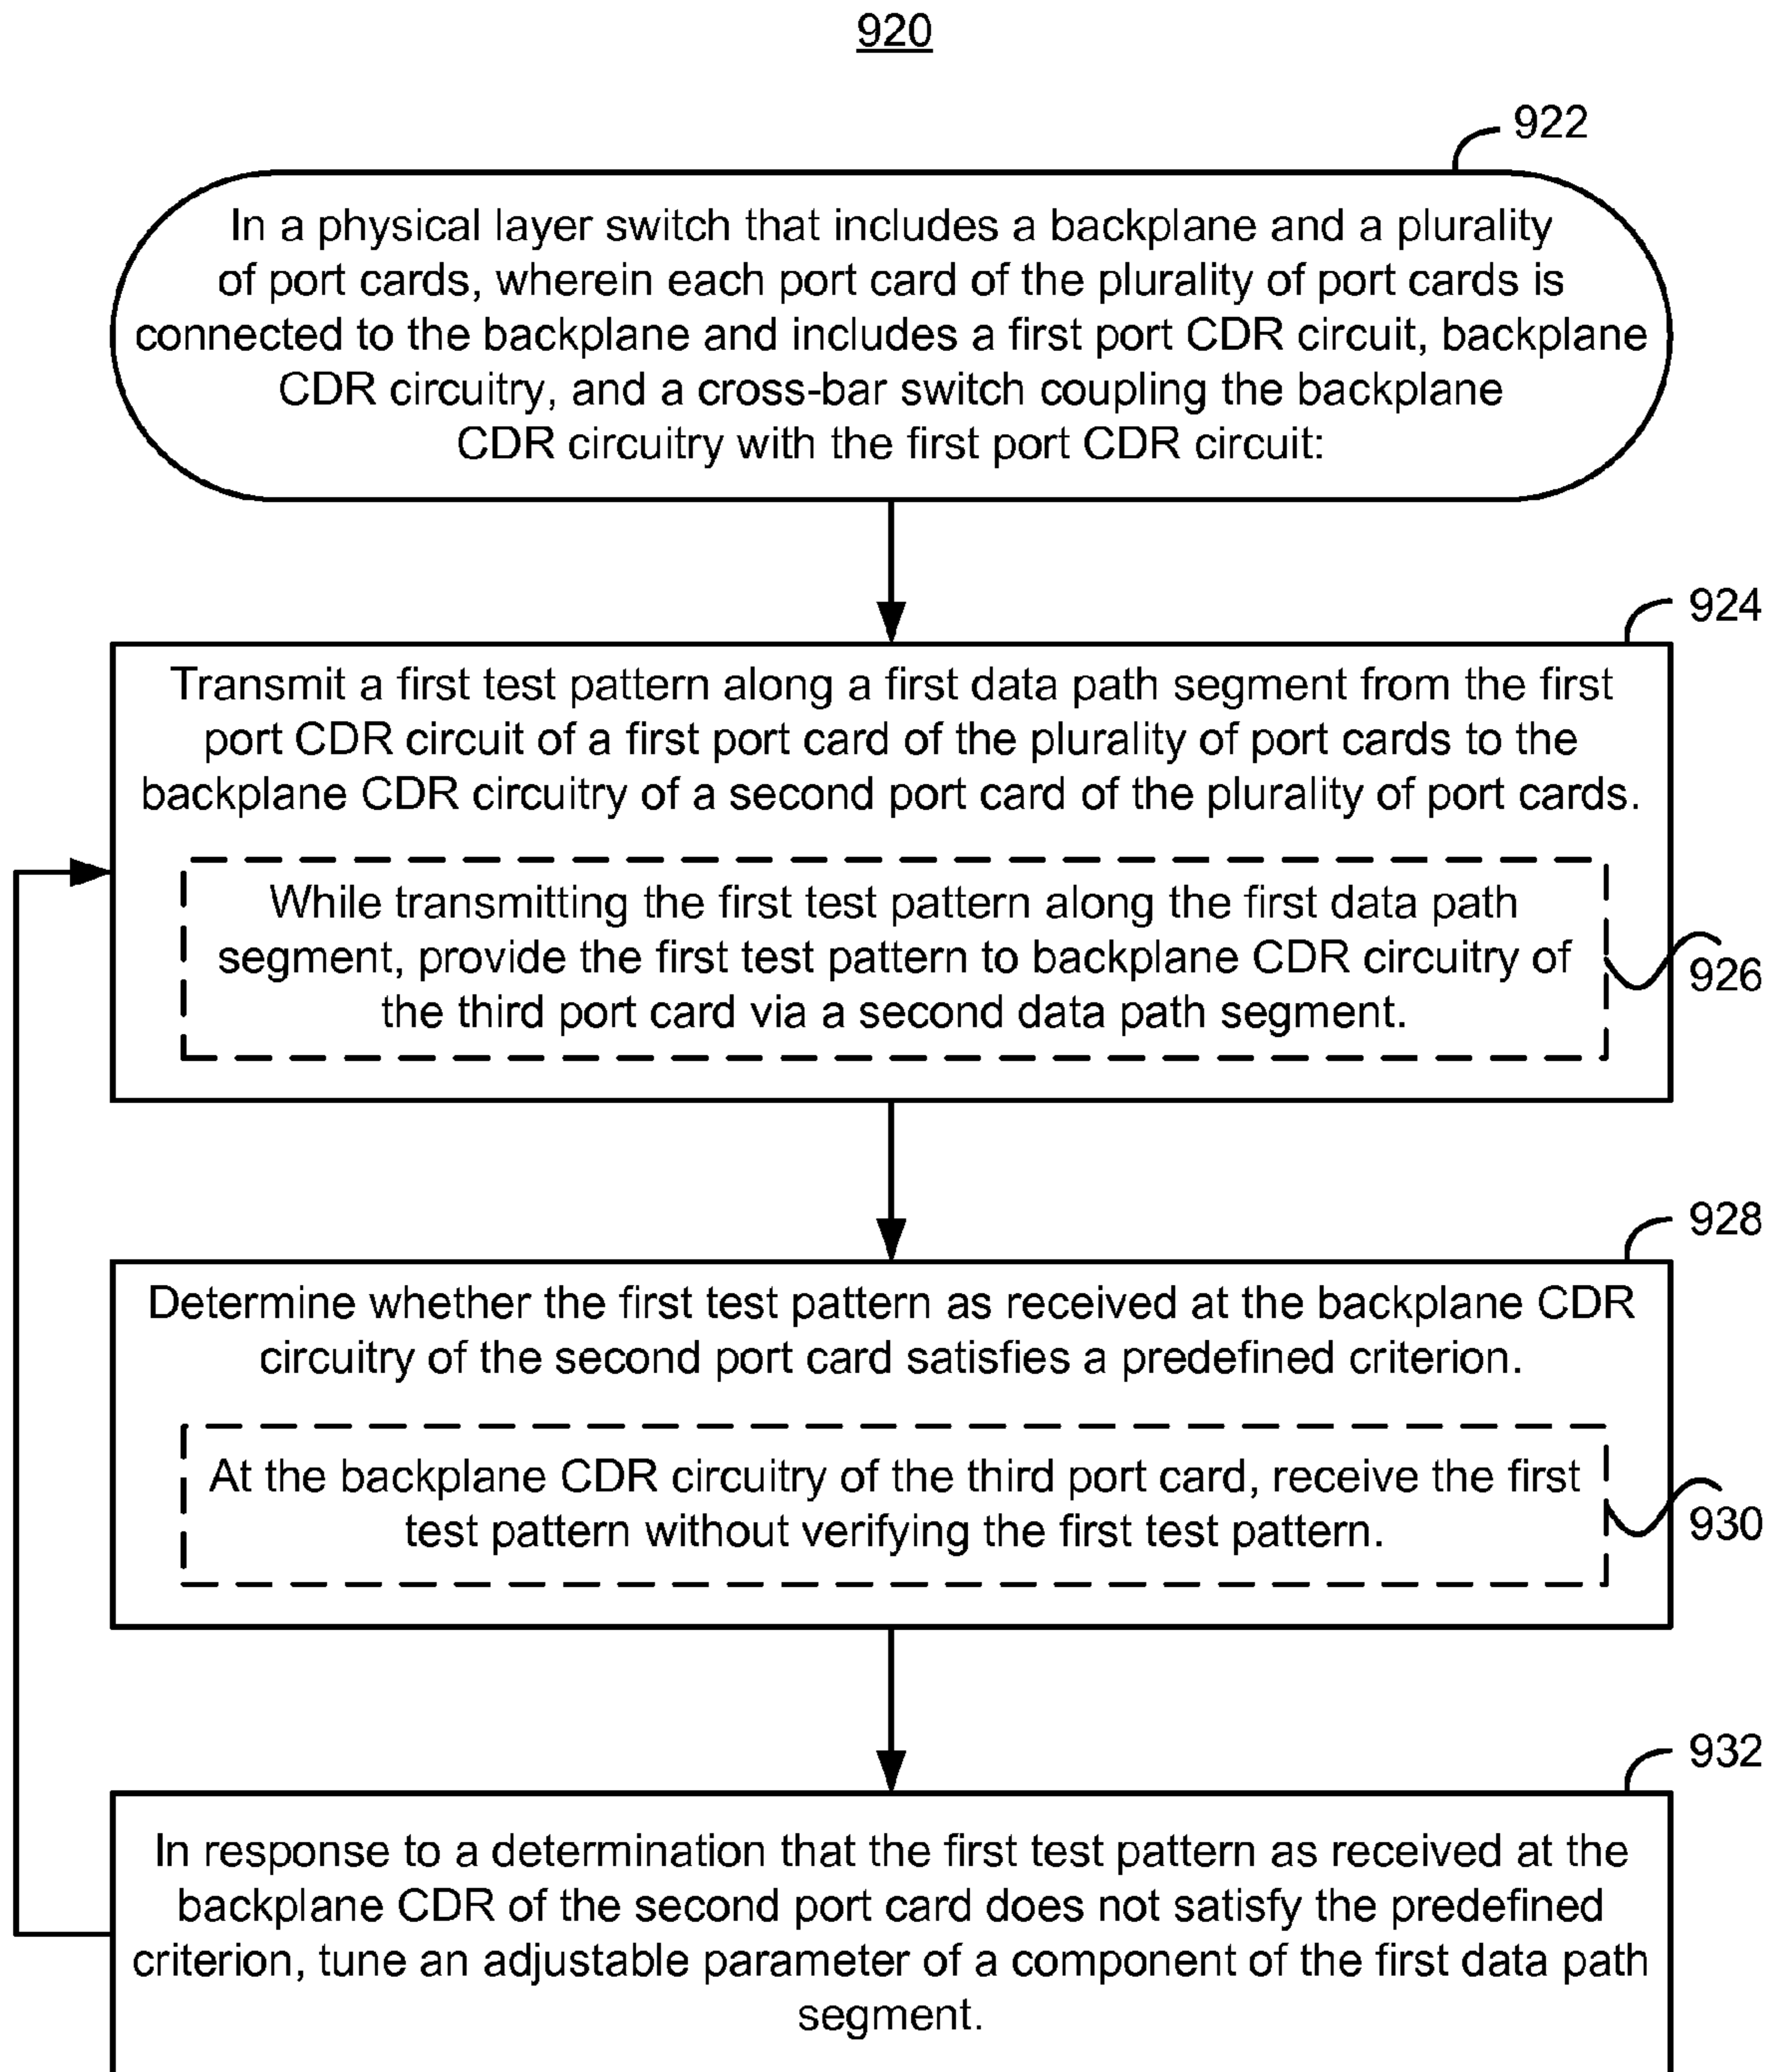 920
922
In a physical layer switch that includes a backplane and a plurality
of port cards, wherein each port card of the plurality of port cards is
connected to the backplane and includes a first port CDR circuit, backplane
CDR circuitry, and a cross-bar switch coupling the backplane
CDR circuitry with the first port CDR circuit:
924
Transmit a first test pattern along a first data path segment from the first
port CDR circuit of a first port card of the plurality of port cards to the
backplane CDR circuitry of a second port card of the plurality of port cards.
While transmitting the first test pattern along the first data path
segment, provide the first test pattern to backplane CDR circuitry of
the third port card via a second data path segment.
926
928
Determine whether the first test pattern as received at the backplane CDR
circuitry of the second port card satisfies a predefined criterion.
At the backplane CDR circuitry of the third port card, receive the first
test pattern without verifying the first test pattern.
930
932
In response to a determination that the first test pattern as received at the
backplane CDR of the second port card does not satisfy the predefined
criterion, tune an adjustable parameter of a component of the first data path
segment.